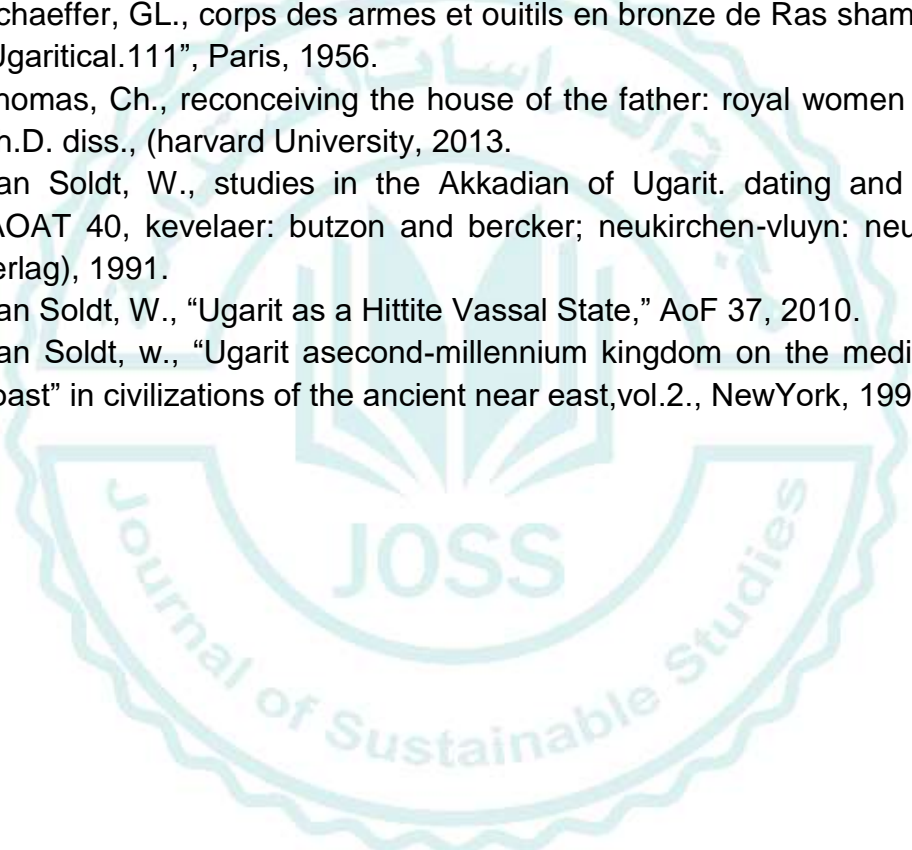 chaeffer, GL., corps des armes et ouitils en bronze de Ras sham
Jgaritical.111”, Paris, 1956.
homas, Ch., reconceiving the house of the father: royal women
n.D. diss., (harvard University, 2013.
an Soldt, W., studies in the Akkadian of Ugarit. dating and
AOAT 40, kevelaer: butzon and bercker; neukirchen-vluyn: neu
erlag), 1991.
an Soldt, W., “Ugarit as a Hittite Vassal State,” AoF 37, 2010.
an Soldt, w., “Ugarit asecond-millennium kingdom on the medi
oast” in civilizations of the ancient near east,vol.2., NewYork, 199
JOSS
Journal of Sustainable Studies